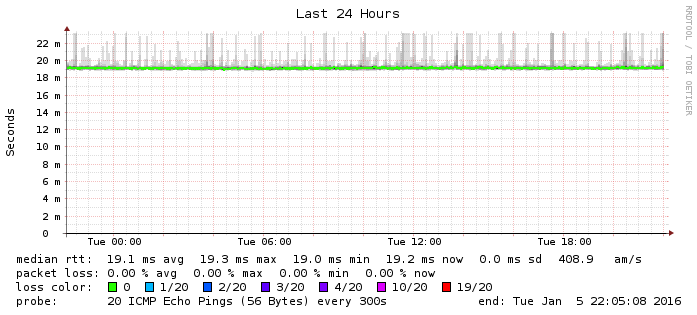 Last 24 Hours
RRDTOOL / TOBI OETIKER
Seconds
22 m
20 m
18 m
16 m
14 m
12 m
10 m
8 m
6 m
4 m
2 m
0
Tue 00:00 Tue 06:00 Tue 12:00 Tue 18:00
median rtt: 19.1 ms avg 19.3 ms max 19.0 ms min 19.2 ms now 0.0 ms sd 408.9 am/s
packet loss: 0.00 % avg 0.00 % max 0.00 % min 0.00 % now
loss color: 0 1/20 2/20 3/20 4/20 10/20 19/20
probe: 20 ICMP Echo Pings (56 Bytes) every 300s end: Tue Jan 5 22:05:08 2016